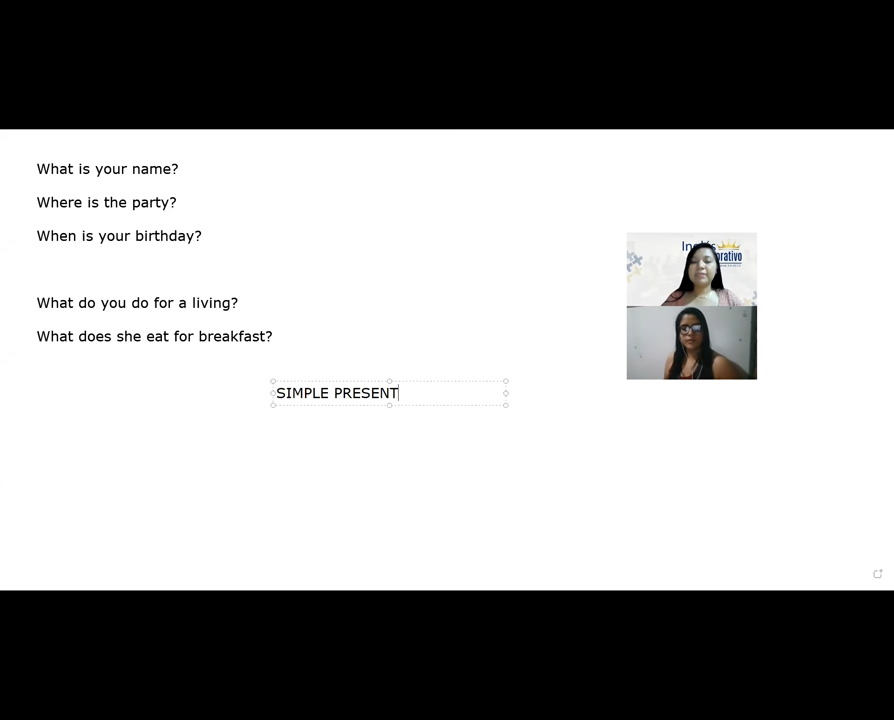 What is your name?
Where is the party?
When is your birthday?
What do you do for a living?
What does she eat for breakfast?
SIMPLE PRESENT